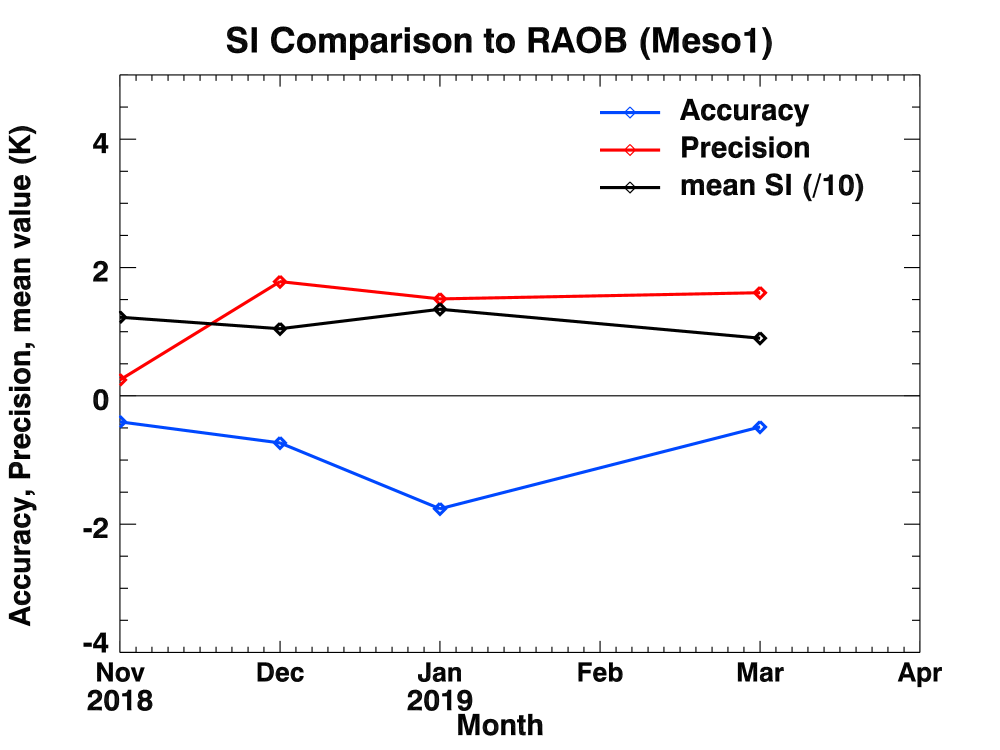 SI Comparison to RAOB (Meso1)
Accuracy
Precision
mean SI (/10)
Accuracy, Precision, mean value (K)
4
2
0
-2
-4
Nov Dec Jan Feb Mar Apr
2018 2019
Month